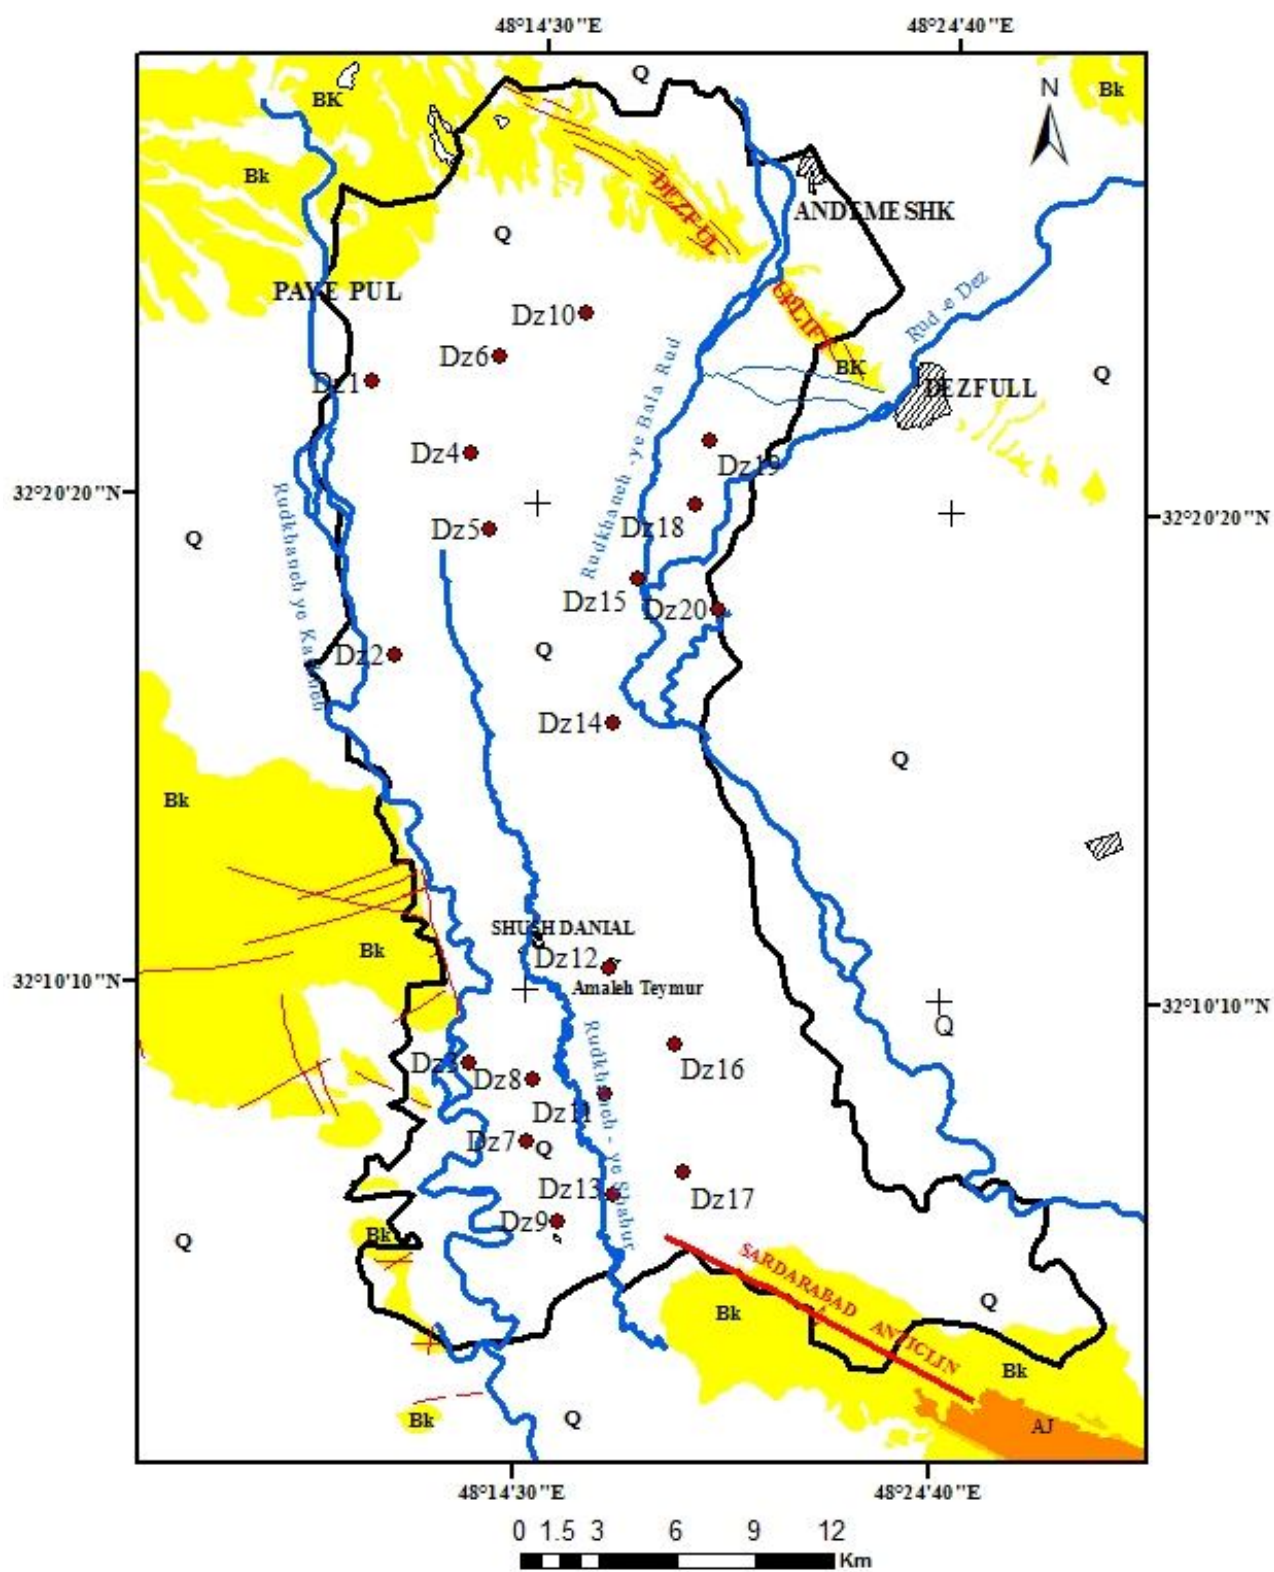 48°14'30"E
48°24'40"E
Q
BK
Bk
N
Bk
DEZFUL
ANDEMESHK
Q
PAYE PUL
UPLIFT
Rud -e Dez
Dz10
Dz6
Rudkhaneh -ye Bala Rud
BK
Q
Dz1
DEZFULL
Dz4
Dz19
32°20'20"N
32°20'20"N
Dz5
Dz18
Q
Rudkhaneh ye Karkheh
Dz15
Dz20
Dz2
Q
Dz14
Q
Bk
SHUSH DANIAL
Bk
Dz12
32°10'10"N
Amaleh Teymur
32°10'10"N
Q
Dz3
Dz8
Dz16
Dz11
Rudkhaneh - ye Shahur
Dz7
Q
Dz13
Dz17
Dz9
Bk
Q
SARDARABAD ANTICLIN
Bk
Q
Bk
Bk
Q
AJ
48°14'30"E
48°24'40"E
0 1.5 3 6 9 12
Km